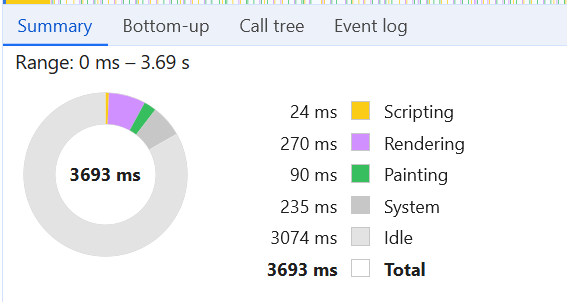 Summary Bottom-up Call tree Event log
Range: 0 ms – 3.69 s
3693 ms
24 ms Scripting
270 ms Rendering
90 ms Painting
235 ms System
3074 ms Idle
3693 ms Total